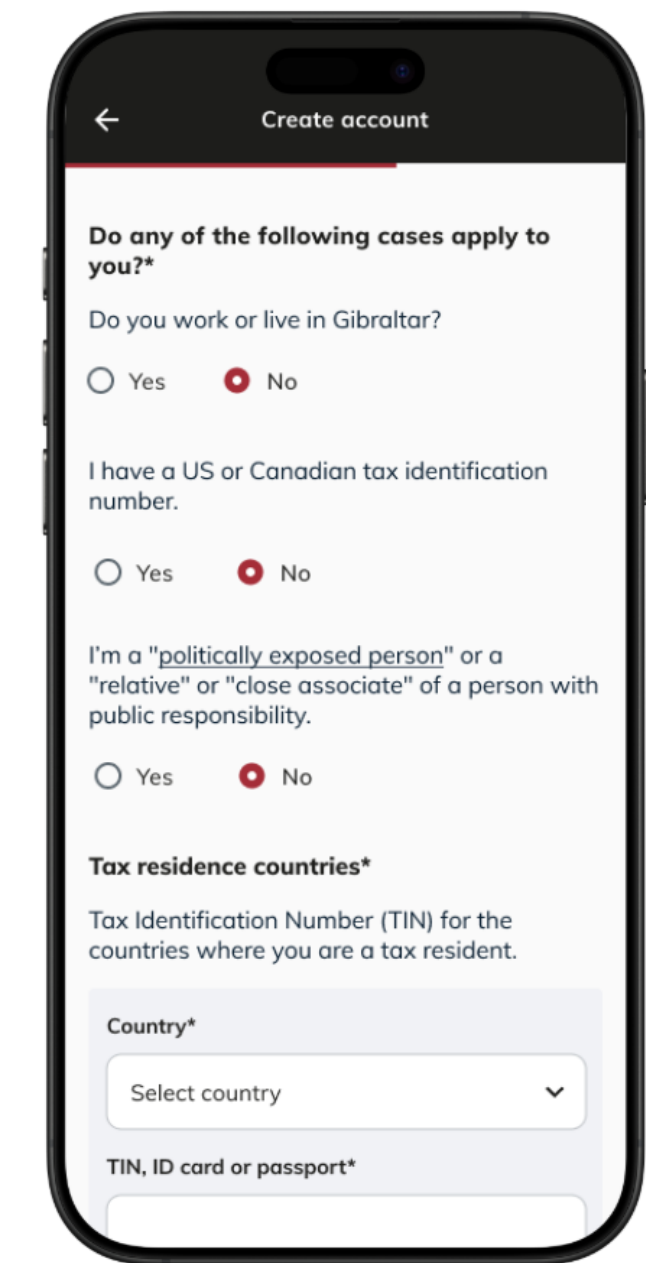 Create account
Do any of the following cases apply to
you?*
Do you work or live in Gibraltar?
Yes No
I have a US or Canadian tax identification
number.
Yes No
I'm a "politically exposed person" or a
"relative" or "close associate" of a person with
public responsibility.
Yes No
Tax residence countries*
Tax Identification Number (TIN) for the
countries where you are a tax resident.
Country*
Select country
TIN, ID card or passport*